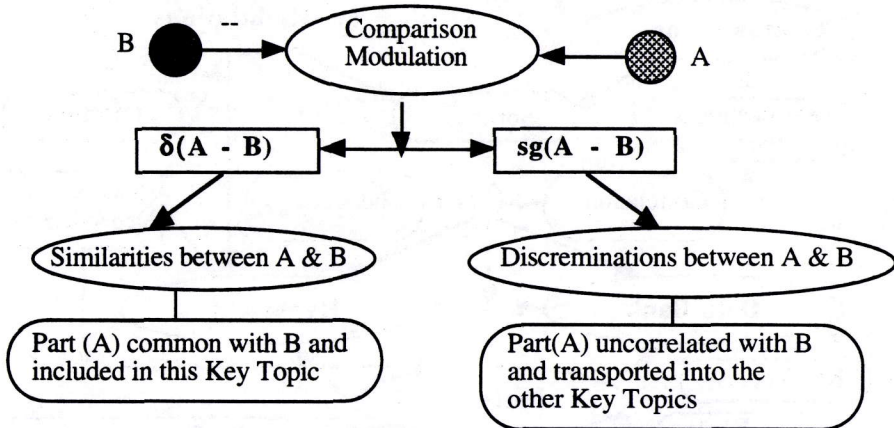 B
--
Comparison
Modulation
A
δ(A - B)
sg(A - B)
Similarities between A & B
Discreminations between A & B
Part (A) common with B and
included in this Key Topic
Part(A) uncorrelated with B
and transported into the
other Key Topics